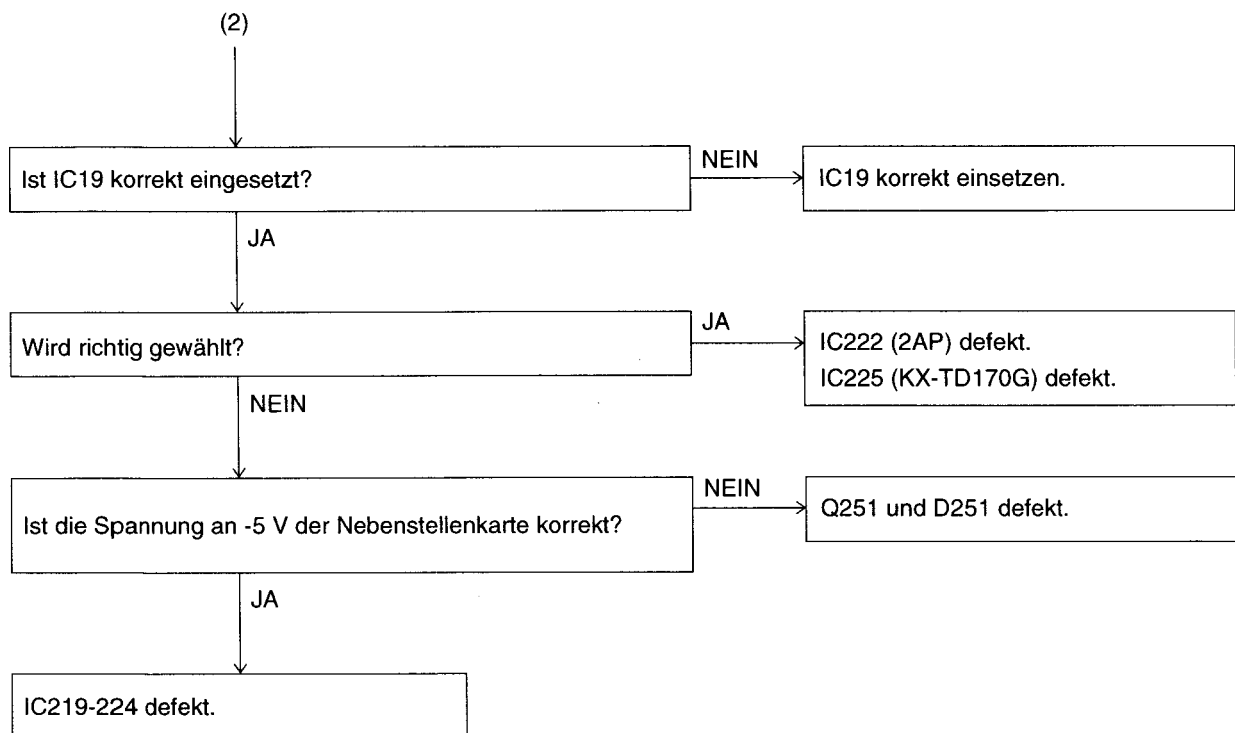 (2)
Ist IC19 korrekt eingesetzt?
NEIN
IC19 korrekt einsetzen.
JA
Wird richtig gewählt?
JA
IC222 (2AP) defekt.
IC225 (KX-TD170G) defekt.
NEIN
Ist die Spannung an -5 V der Nebenstellenkarte korrekt?
NEIN
Q251 und D251 defekt.
JA
IC219-224 defekt.